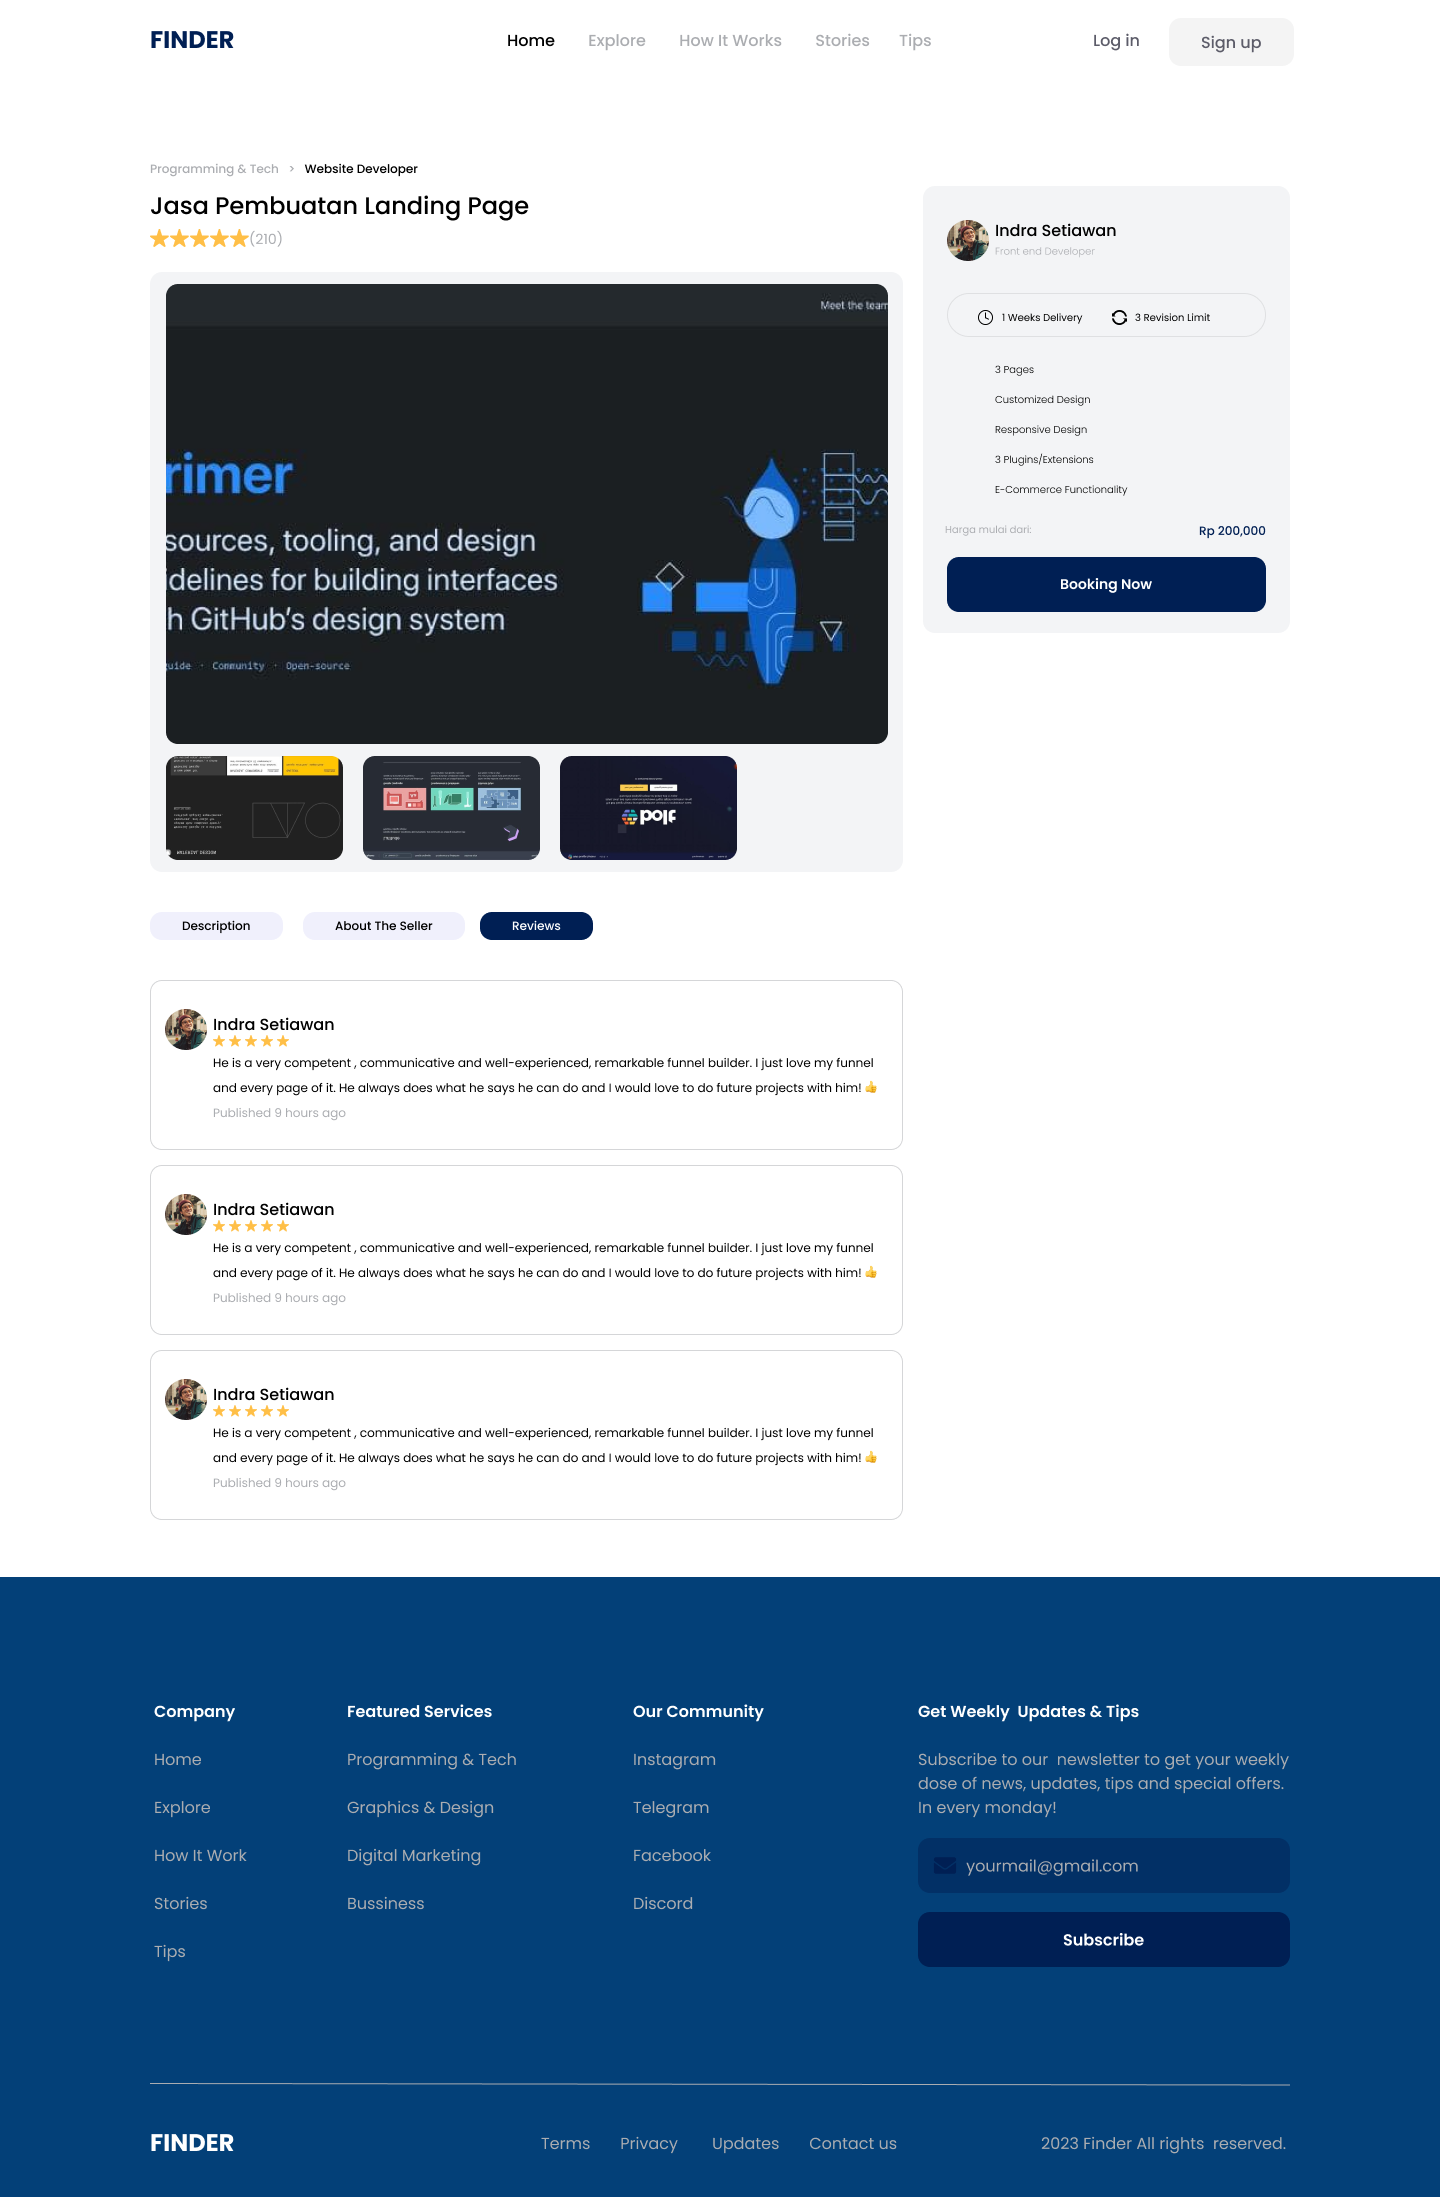 FINDER
Home
Explore
How It Works
Stories
Tips
Log in
Sign up
Programming & Tech > Website Developer
Jasa Pembuatan Landing Page
(210)
Meet the team
rimer
sources, tooling, and design
idelines for building interfaces
h GitHub's design system
uide · Community · Open-source
Indra Setiawan
Front end Developer
1 Weeks Delivery
3 Revision Limit
3 Pages
Customized Design
Responsive Design
3 Plugins/Extensions
E-Commerce Functionality
Harga mulai dari:
Rp 200,000
Booking Now
Description
About The Seller
Reviews
Indra Setiawan
He is a very competent , communicative and well-experienced, remarkable funnel builder. I just love my funnel
and every page of it. He always does what he says he can do and I would love to do future projects with him! 👍
Published 9 hours ago
Indra Setiawan
He is a very competent , communicative and well-experienced, remarkable funnel builder. I just love my funnel
and every page of it. He always does what he says he can do and I would love to do future projects with him! 👍
Published 9 hours ago
Indra Setiawan
He is a very competent , communicative and well-experienced, remarkable funnel builder. I just love my funnel
and every page of it. He always does what he says he can do and I would love to do future projects with him! 👍
Published 9 hours ago
Company
Home
Explore
How It Work
Stories
Tips
Featured Services
Programming & Tech
Graphics & Design
Digital Marketing
Bussiness
Our Community
Instagram
Telegram
Facebook
Discord
Get Weekly  Updates & Tips
Subscribe to our  newsletter to get your weekly
dose of news, updates, tips and special offers.
In every monday!
yourmail@gmail.com
Subscribe
FINDER
Terms
Privacy
Updates
Contact us
2023 Finder All rights  reserved.